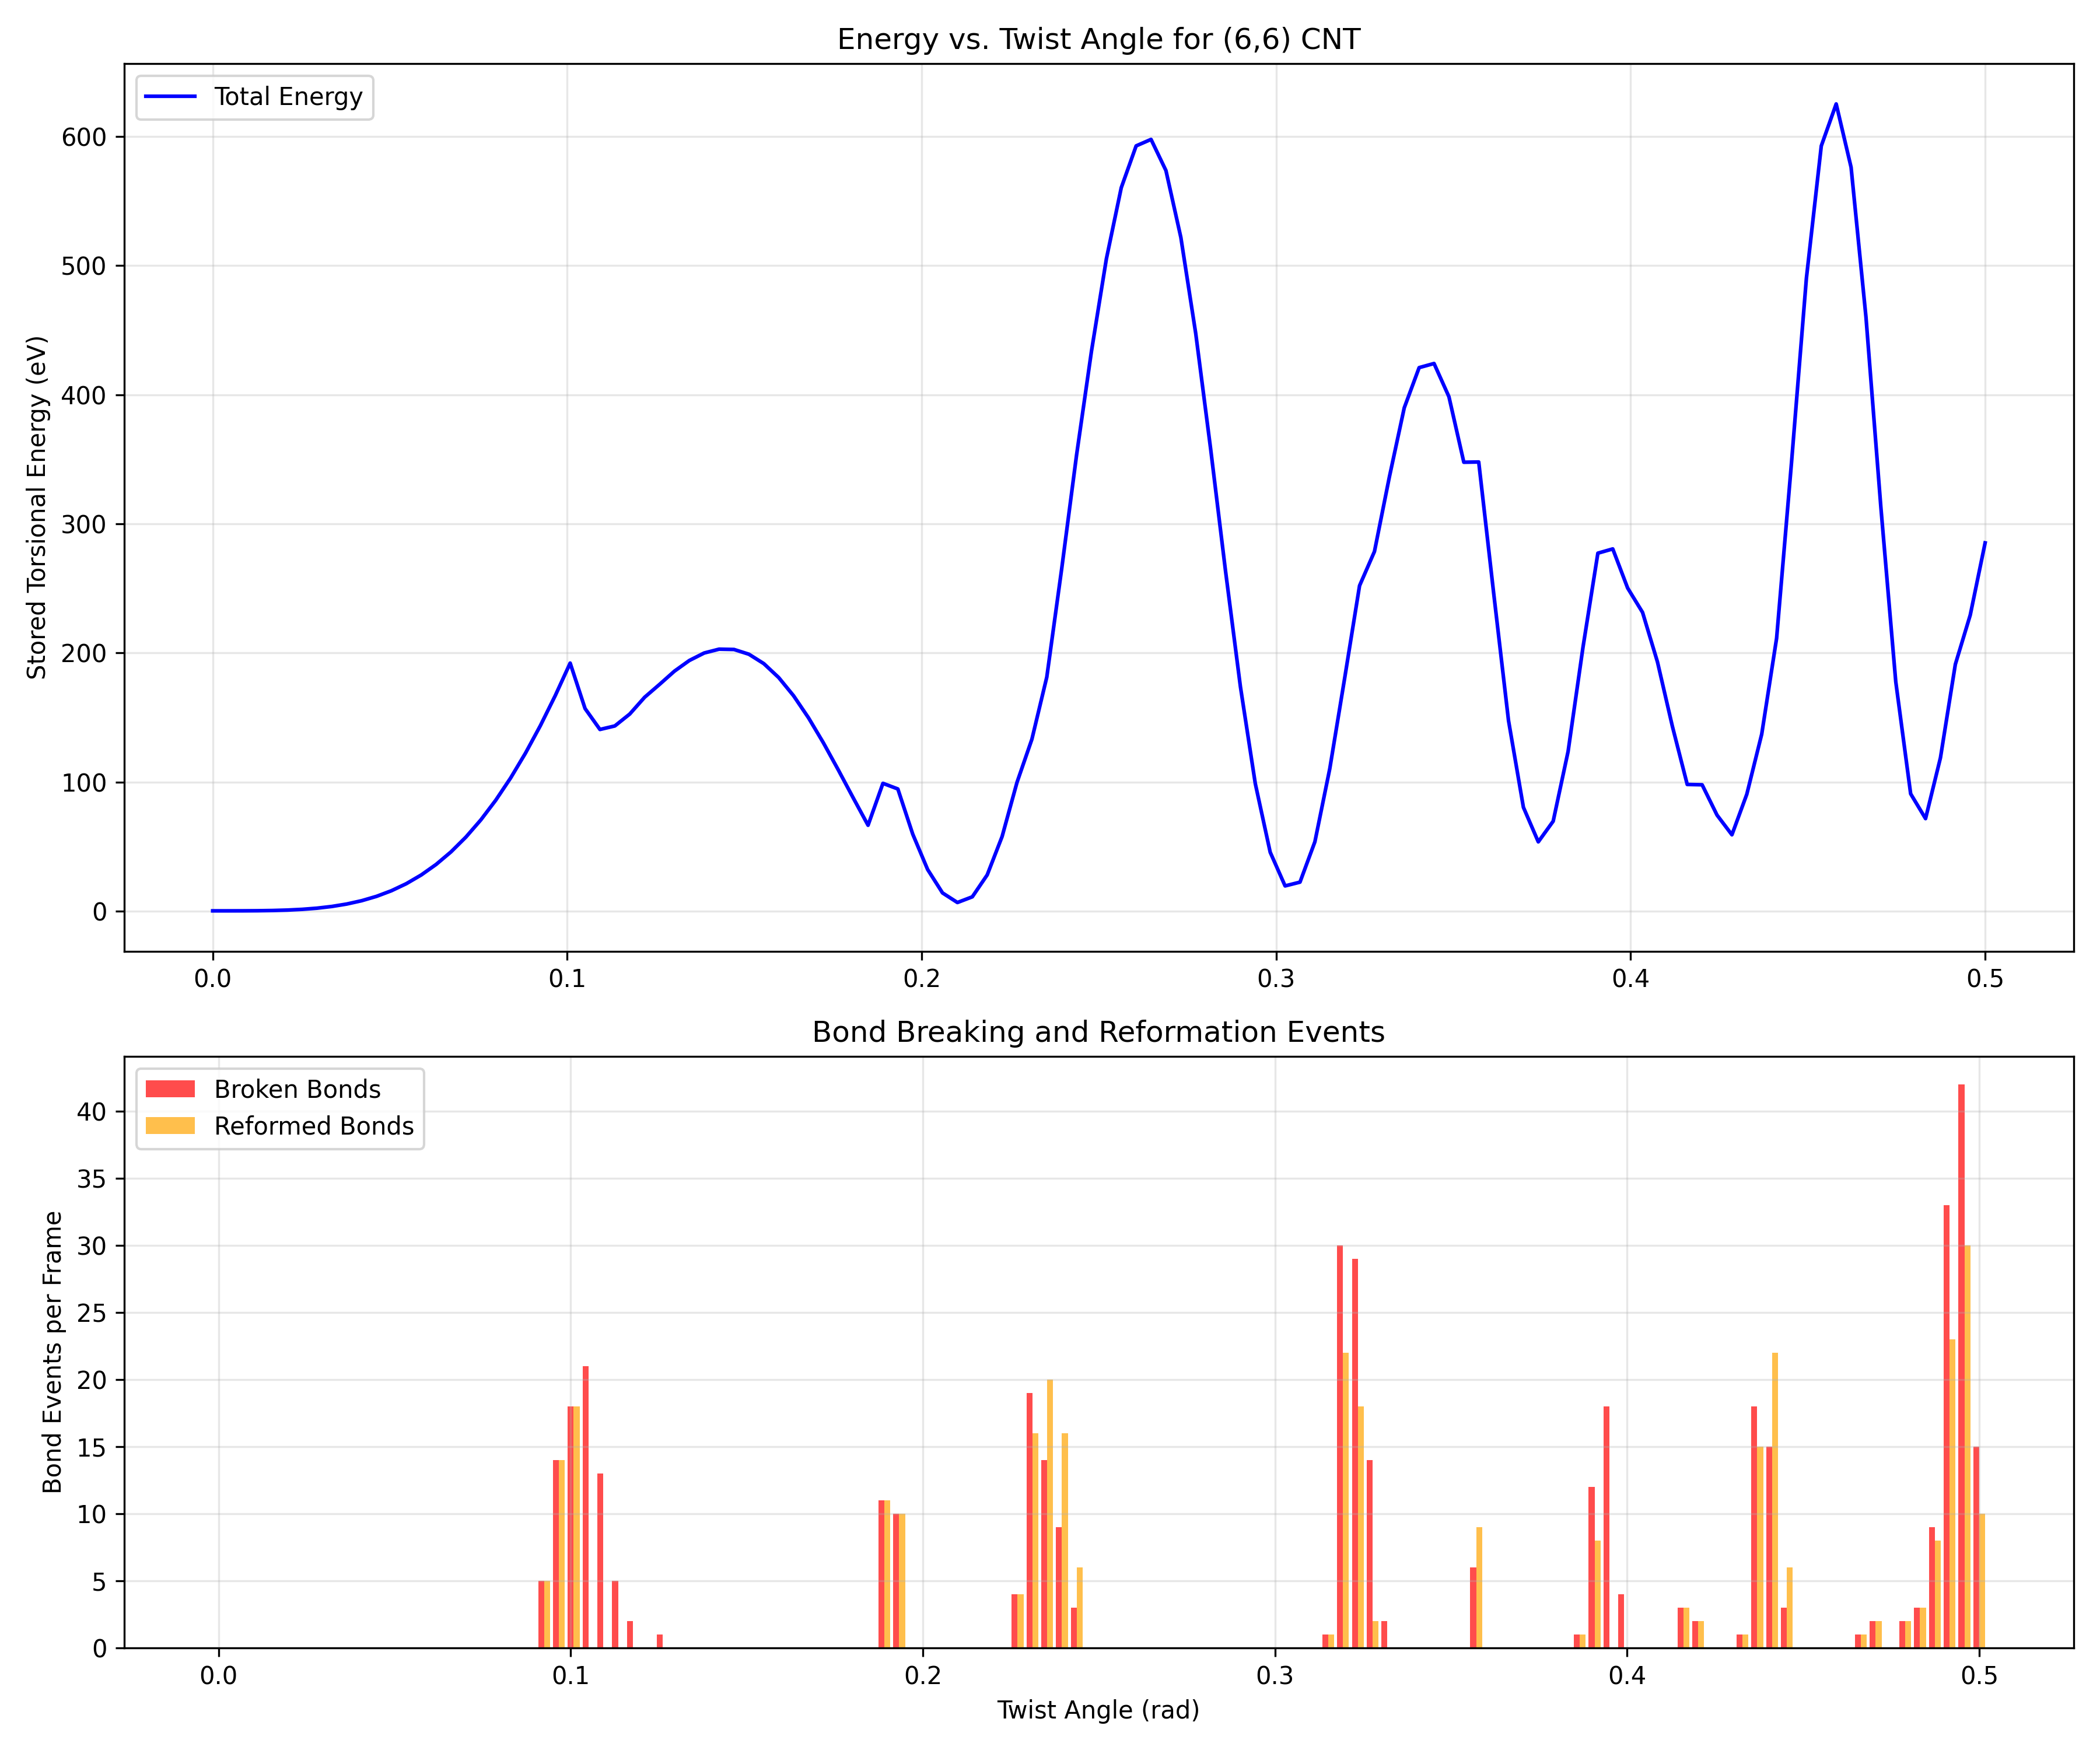 Energy vs. Twist Angle for (6,6) CNT
Total Energy
Stored Torsional Energy (eV)
600
500
400
300
200
100
0
0.0 0.1 0.2 0.3 0.4 0.5
Bond Breaking and Reformation Events
Broken Bonds
Reformed Bonds
Bond Events per Frame
40
35
30
25
20
15
10
5
0
0.0 0.1 0.2 0.3 0.4 0.5
Twist Angle (rad)